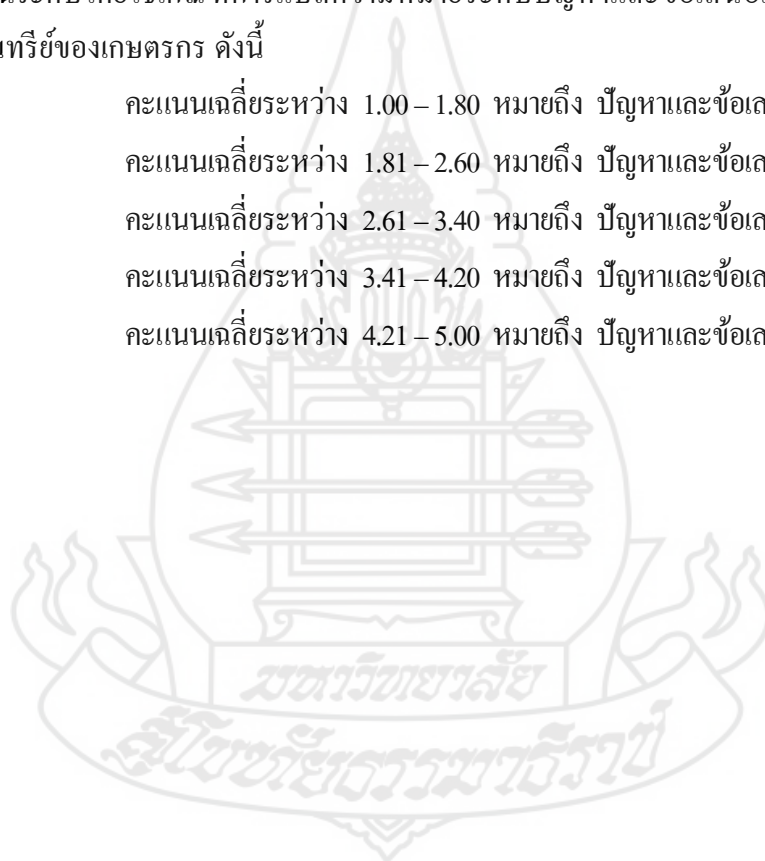 นทรีย์ของเกษตรกร ดังนี้
คะแนนเฉลี่ยระหว่าง 1.00 – 1.80 หมายถึง ปัญหาและข้อเส
คะแนนเฉลี่ยระหว่าง 1.81 – 2.60 หมายถึง ปัญหาและข้อเส
คะแนนเฉลี่ยระหว่าง 2.61 – 3.40 หมายถึง ปัญหาและข้อเส
คะแนนเฉลี่ยระหว่าง 3.41 – 4.20 หมายถึง ปัญหาและข้อเส
คะแนนเฉลี่ยระหว่าง 4.21 – 5.00 หมายถึง ปัญหาและข้อเส
มหาวิทยาลัย
สุโขทัยธรรมาธิราช